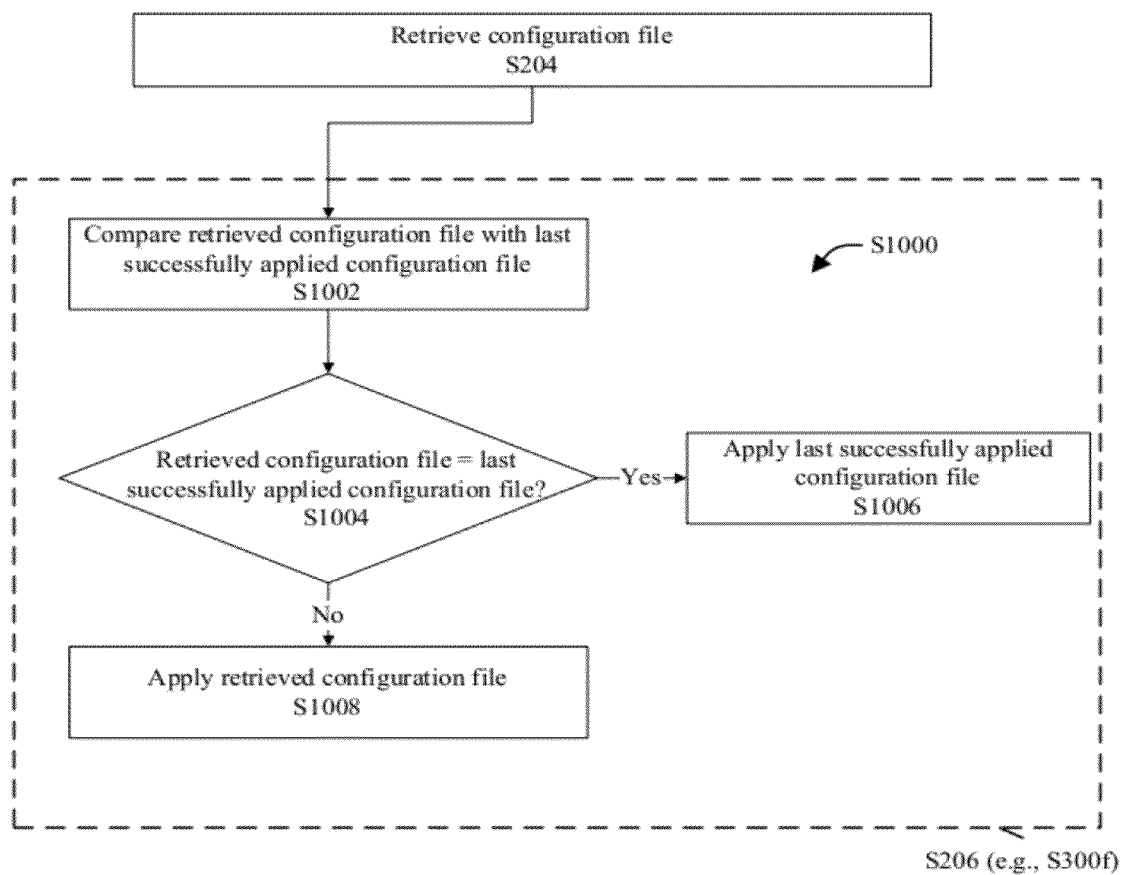 Retrieve configuration file
S204
Compare retrieved configuration file with last
successfully applied configuration file
S1002
S1000
Retrieved configuration file = last
successfully applied configuration file?
S1004
Yes
Apply last successfully applied
configuration file
S1006
No
Apply retrieved configuration file
S1008
S206 (e.g., S300f)